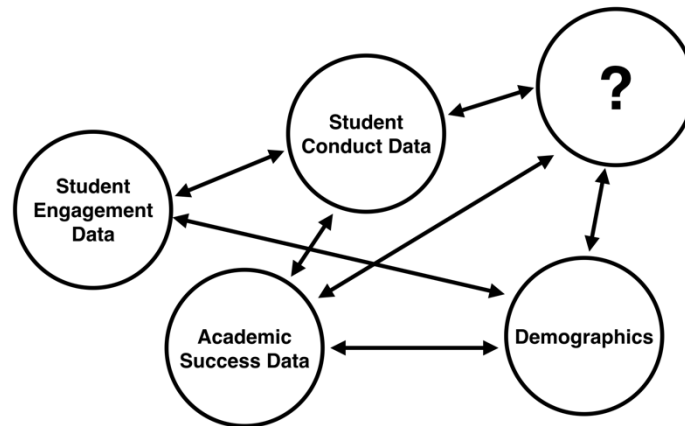 ?
Student
Conduct Data
Student
Engagement
Data
Academic
Success Data
Demographics